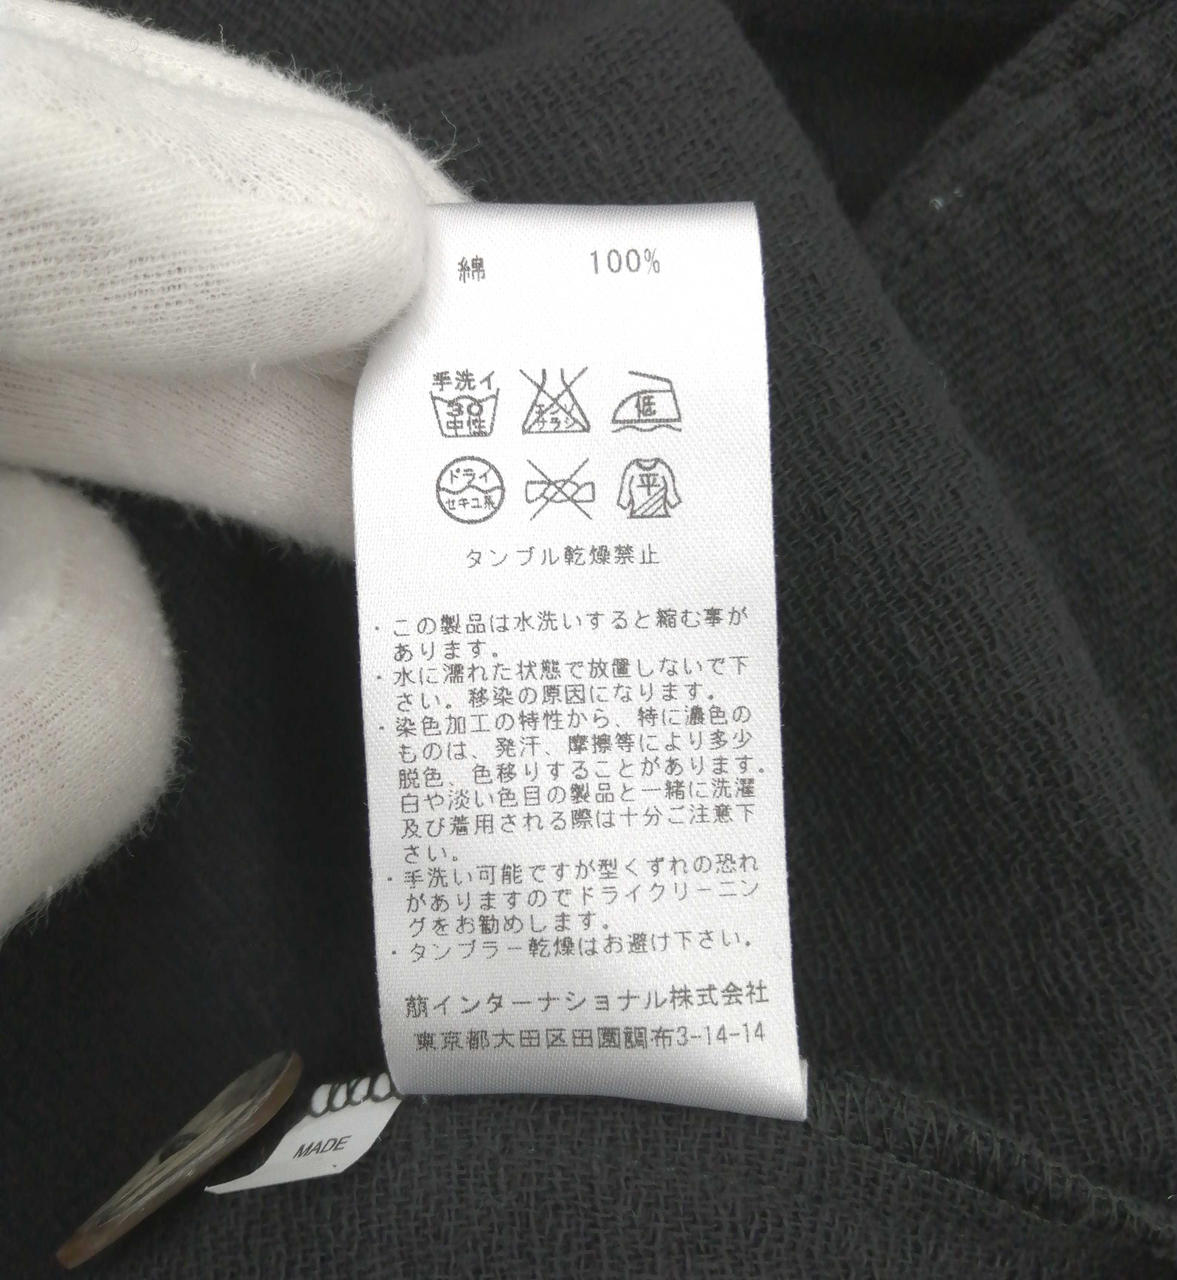 綿 100%
手洗イ
30
中性
エンソ
サラシ
低
ドライ
セキユ系
平
タンブル乾燥禁止
・この製品は水洗いすると縮む事が
あります。
・水に濡れた状態で放置しないで下
さい。移染の原因になります。
・染色加工の特性から、特に濃色の
ものは、発汗、摩擦等により多少
脱色、色移りすることがあります。
白や淡い色目の製品と一緒に洗濯
及び着用される際は十分ご注意下
さい。
・手洗い可能ですが型くずれの恐れ
がありますのでドライクリーニン
グをお勧めします。
・タンブラー乾燥はお避け下さい。
萠インターナショナル株式会社
東京都大田区田園調布3-14-14
MADE